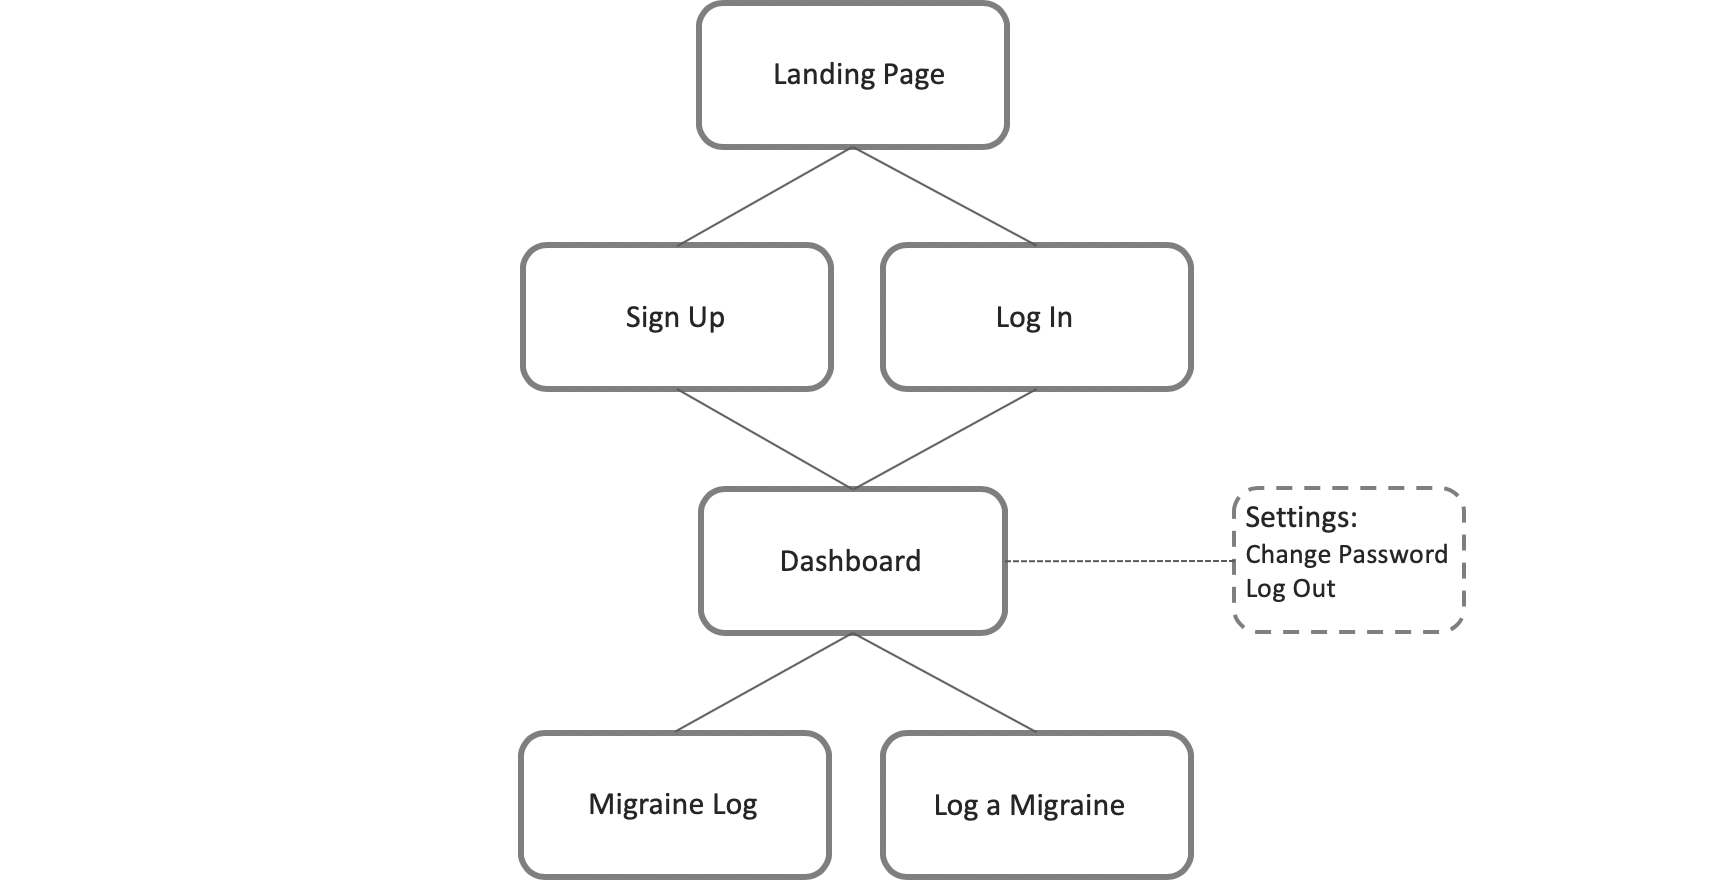 Landing Page
Sign Up
Log In
Dashboard
Settings:
Change Password
Log Out
Migraine Log
Log a Migraine